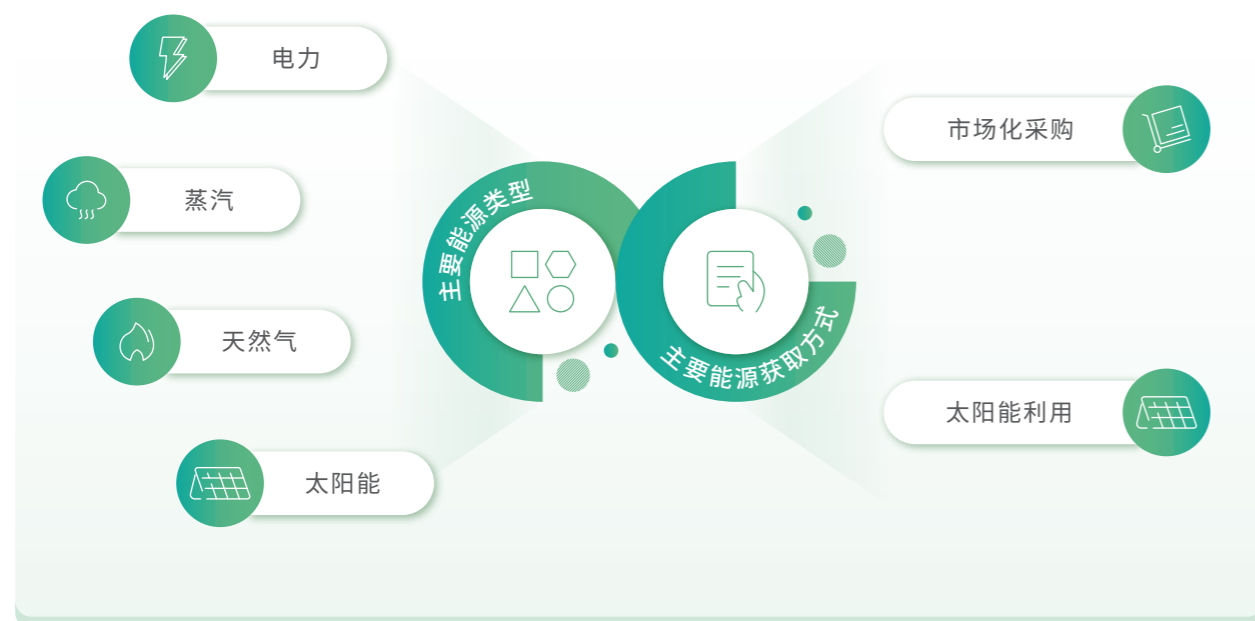 电力
蒸汽
天然气
太阳能
主要能源类型
主要能源获取方式
市场化采购
太阳能利用